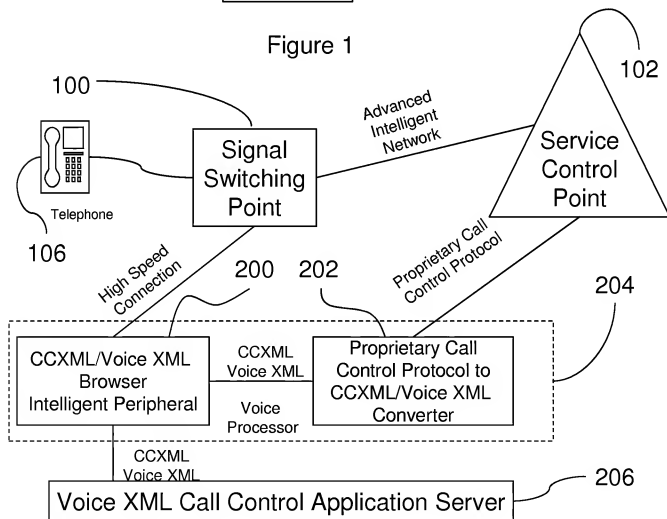 Figure 1
100
102
Advanced
Intelligent
Network
Signal
Switching
Point
Service
Control
Point
Telephone
106
High Speed
Connection
200
202
Proprietary Call
Control Protocol
204
CCXML/Voice XML
Browser
Intelligent Peripheral
CCXML
Voice XML
Voice
Processor
Proprietary Call
Control Protocol to
CCXML/Voice XML
Converter
CCXML
Voice XML
Voice XML Call Control Application Server
206